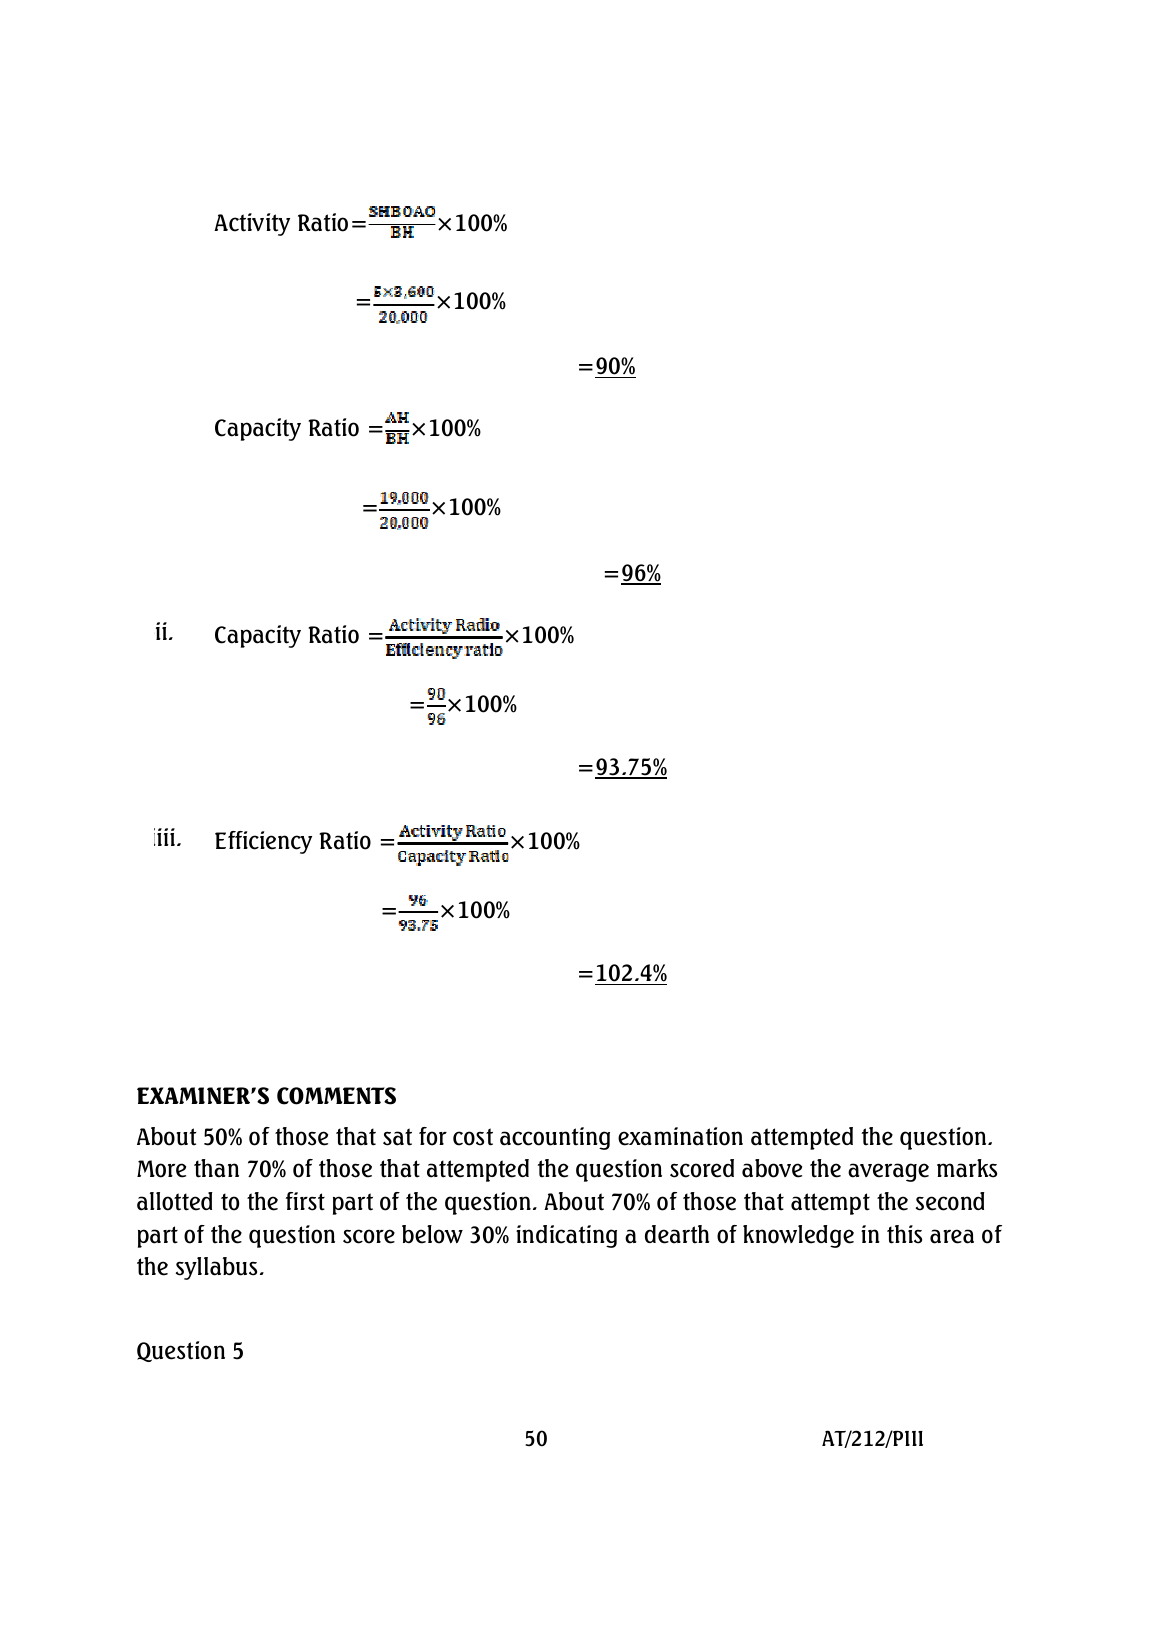 Activity Ratio=SHBOAO/BH×100%
=5×3,600/20,000×100%
=90%
Capacity Ratio =AH/BH×100%
=19,000/20,000×100%
=96%
ii. Capacity Ratio =Activity Radio/Efficiency ratio×100%
=90/96×100%
=93.75%
iii. Efficiency Ratio =Activity Ratio/Capacity Ratio×100%
=96/93.75×100%
=102.4%
EXAMINER'S COMMENTS
About 50% of those that sat for cost accounting examination attempted the question.
More than 70% of those that attempted the question scored above the average marks
allotted to the first part of the question. About 70% of those that attempt the second
part of the question score below 30% indicating a dearth of knowledge in this area of
the syllabus.
Question 5
50 AT/212/PIII